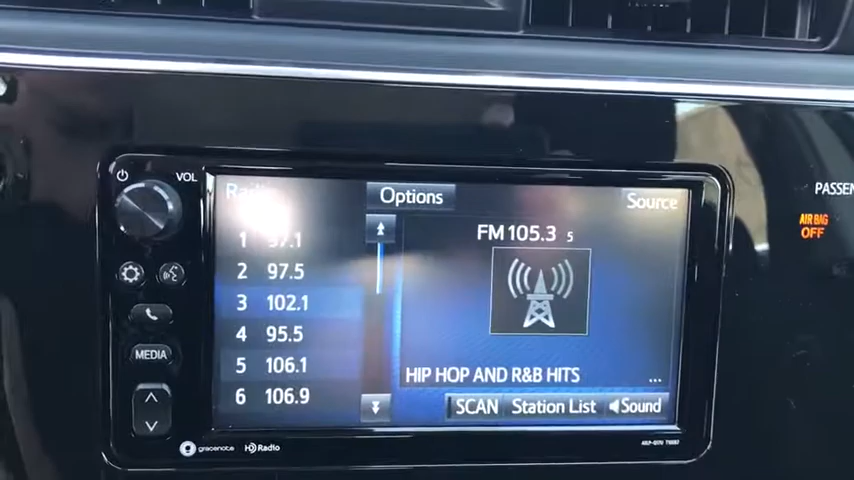 VOL
Radio
Options
Source
FM 105.3 5
1 97.1
2 97.5
3 102.1
4 95.5
5 106.1
6 106.9
HIP HOP AND R&B HITS ...
SCAN Station List Sound
MEDIA
gracenote HD Radio
PASSEN
AIR BAG
OFF